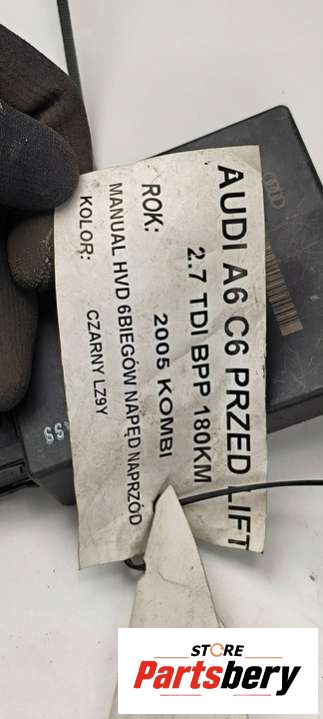 AUDI A6 C6 PRZED LIFT
2.7 TDI BPP 180KM
ROK: 2005 KOMBI
MANUAL HVD 6BIEGÓW NAPĘD NAPRZÓD
KOLOR: CZARNY LZ9Y
SS
STORE
Partsbery